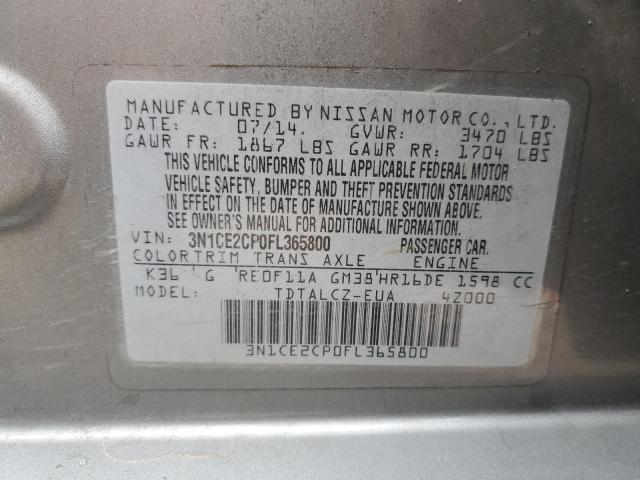 MANUFACTURED BY NISSAN MOTOR CO., LTD.
DATE: 07/14. GVWR: 3470 LBS
GAWR FR: 1867 LBS GAWR RR: 1704 LBS
THIS VEHICLE CONFORMS TO ALL APPLICABLE FEDERAL MOTOR
VEHICLE SAFETY, BUMPER AND THEFT PREVENTION STANDARDS
IN EFFECT ON THE DATE OF MANUFACTURE SHOWN ABOVE.
SEE OWNER'S MANUAL FOR ADDITIONAL INFORMATION.
VIN: 3N1CE2CP0FL365800 PASSENGER CAR.
COLOR TRIM TRANS AXLE ENGINE
K36 G RE0F11A GM38 HR16DE 1598 CC
MODEL: TDTALCZ-EUA 4Z000
3N1CE2CP0FL365800